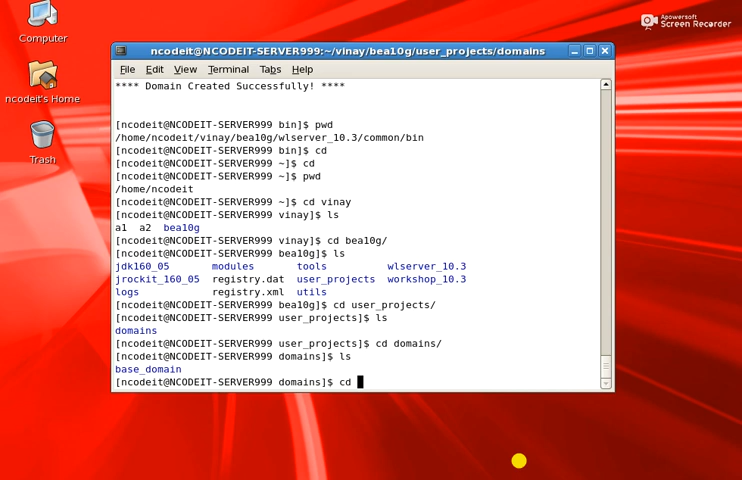 Computer
ncodeit's Home
Trash
Apowersoft
Screen Recorder
ncodeit@NCODEIT-SERVER999:~/vinay/bea10g/user_projects/domains
File Edit View Terminal Tabs Help
**** Domain Created Successfully! ****
[ncodeit@NCODEIT-SERVER999 bin]$ pwd
/home/ncodeit/vinay/bea10g/wlserver_10.3/common/bin
[ncodeit@NCODEIT-SERVER999 bin]$ cd
[ncodeit@NCODEIT-SERVER999 ~]$ cd
[ncodeit@NCODEIT-SERVER999 ~]$ pwd
/home/ncodeit
[ncodeit@NCODEIT-SERVER999 ~]$ cd vinay
[ncodeit@NCODEIT-SERVER999 vinay]$ ls
a1 a2 bea10g
[ncodeit@NCODEIT-SERVER999 vinay]$ cd bea10g/
[ncodeit@NCODEIT-SERVER999 bea10g]$ ls
jdk160_05 modules tools wlserver_10.3
jrockit_160_05 registry.dat user_projects workshop_10.3
logs registry.xml utils
[ncodeit@NCODEIT-SERVER999 bea10g]$ cd user_projects/
[ncodeit@NCODEIT-SERVER999 user_projects]$ ls
domains
[ncodeit@NCODEIT-SERVER999 user_projects]$ cd domains/
[ncodeit@NCODEIT-SERVER999 domains]$ ls
base_domain
[ncodeit@NCODEIT-SERVER999 domains]$ cd